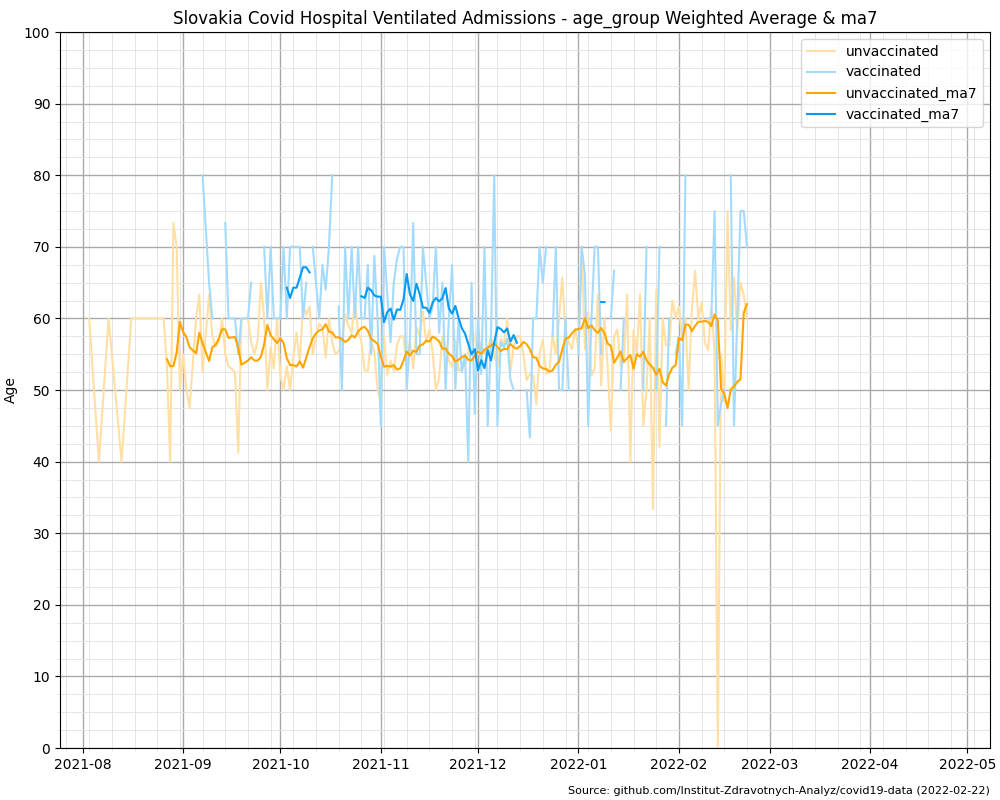 Slovakia Covid Hospital Ventilated Admissions - age_group Weighted Average & ma7
unvaccinated
vaccinated
unvaccinated_ma7
vaccinated_ma7
Age
100
90
80
70
60
50
40
30
20
10
0
2021-08 2021-09 2021-10 2021-11 2021-12 2022-01 2022-02 2022-03 2022-04 2022-05
Source: github.com/Institut-Zdravotnych-Analyz/covid19-data (2022-02-22)